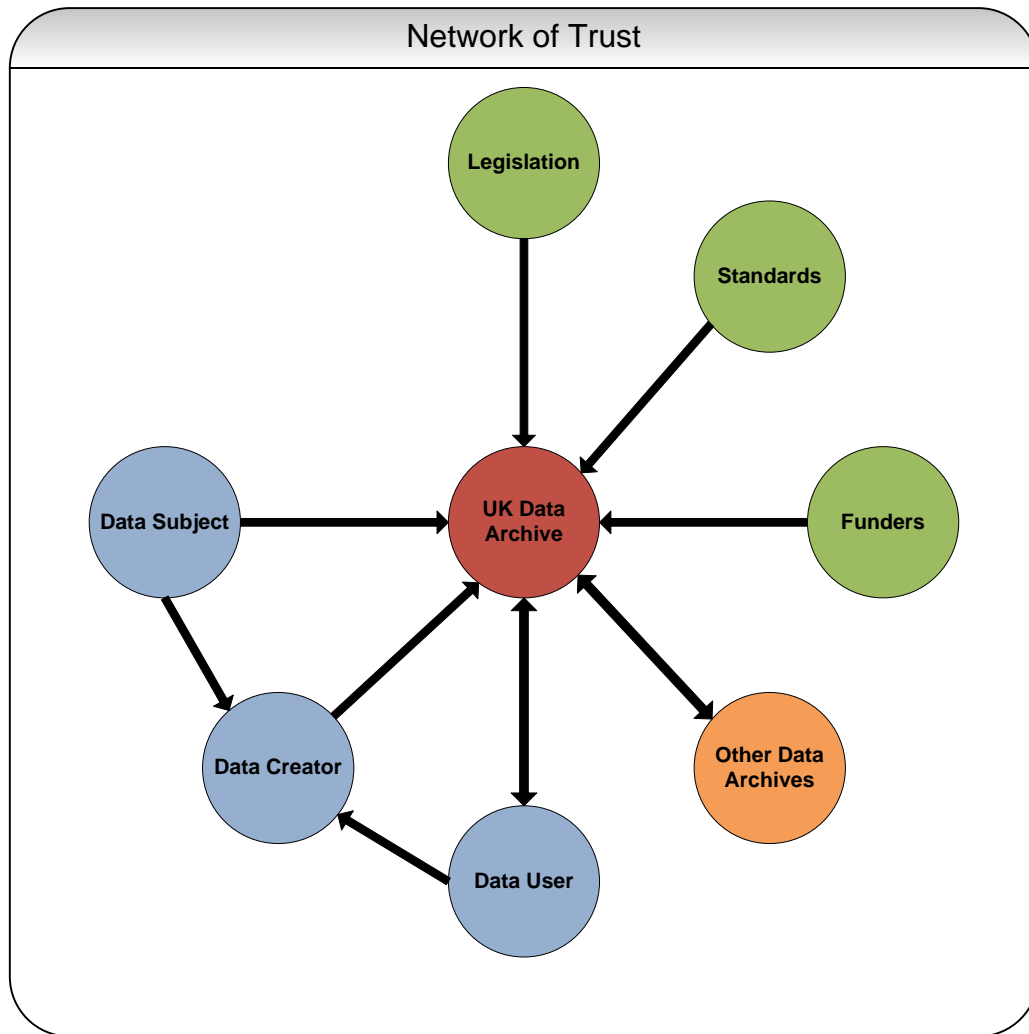 Network of Trust
Legislation
Standards
Data Subject
UK Data
Archive
Funders
Data Creator
Other Data
Archives
Data User